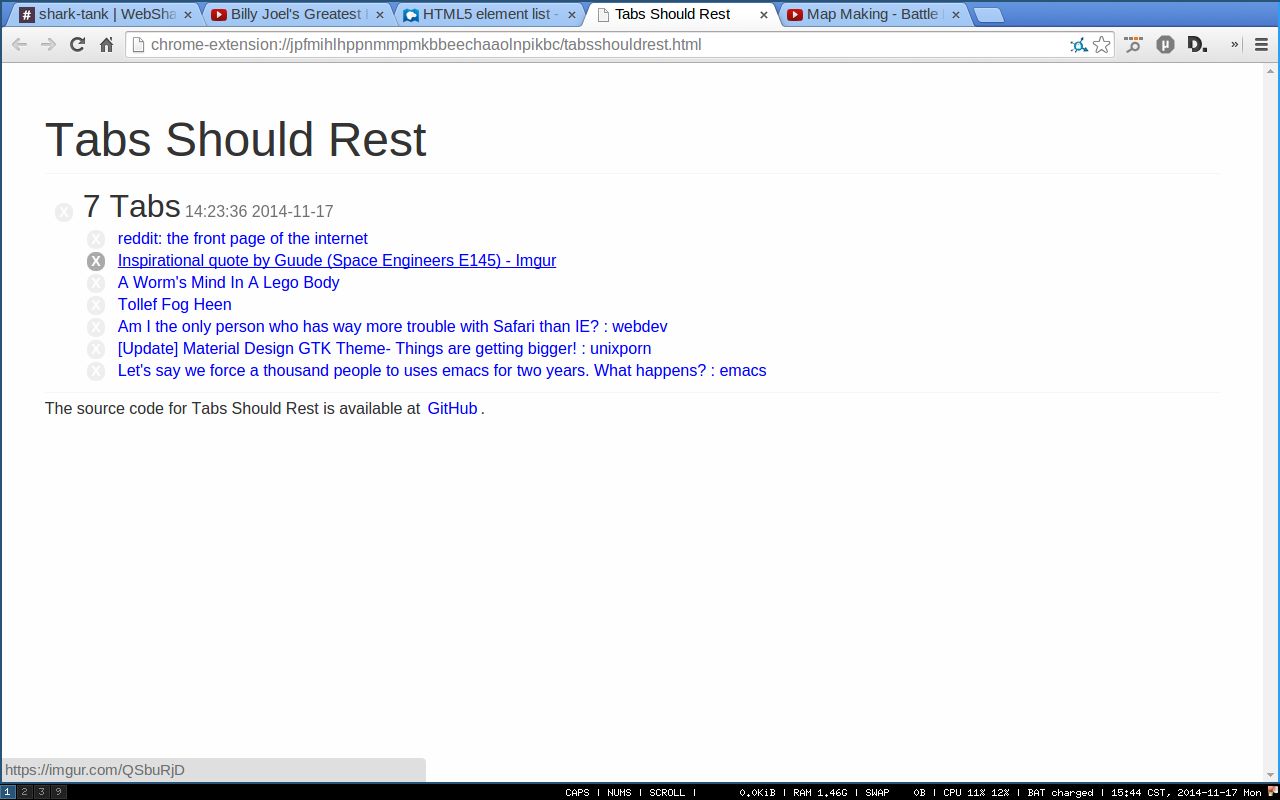 shark-tank | WebSha
Billy Joel's Greatest
HTML5 element list -
Tabs Should Rest
Map Making - Battle
chrome-extension://jpfmihlhppnmmpmkbbeechaaolnpikbc/tabsshouldrest.html
D.
»
Tabs Should Rest
7 Tabs 14:23:36 2014-11-17
X reddit: the front page of the internet
X Inspirational quote by Guude (Space Engineers E145) - Imgur
X A Worm's Mind In A Lego Body
X Tollef Fog Heen
X Am I the only person who has way more trouble with Safari than IE? : webdev
X [Update] Material Design GTK Theme- Things are getting bigger! : unixporn
X Let's say we force a thousand people to uses emacs for two years. What happens? : emacs
The source code for Tabs Should Rest is available at GitHub .
https://imgur.com/QSbuRjD
1 2 3 9 CAPS | NUMS | SCROLL | 0.0KiB | RAM 1.46G | SWAP 0B | CPU 11% 12% | BAT charged | 15:44 CST, 2014-11-17 Mon